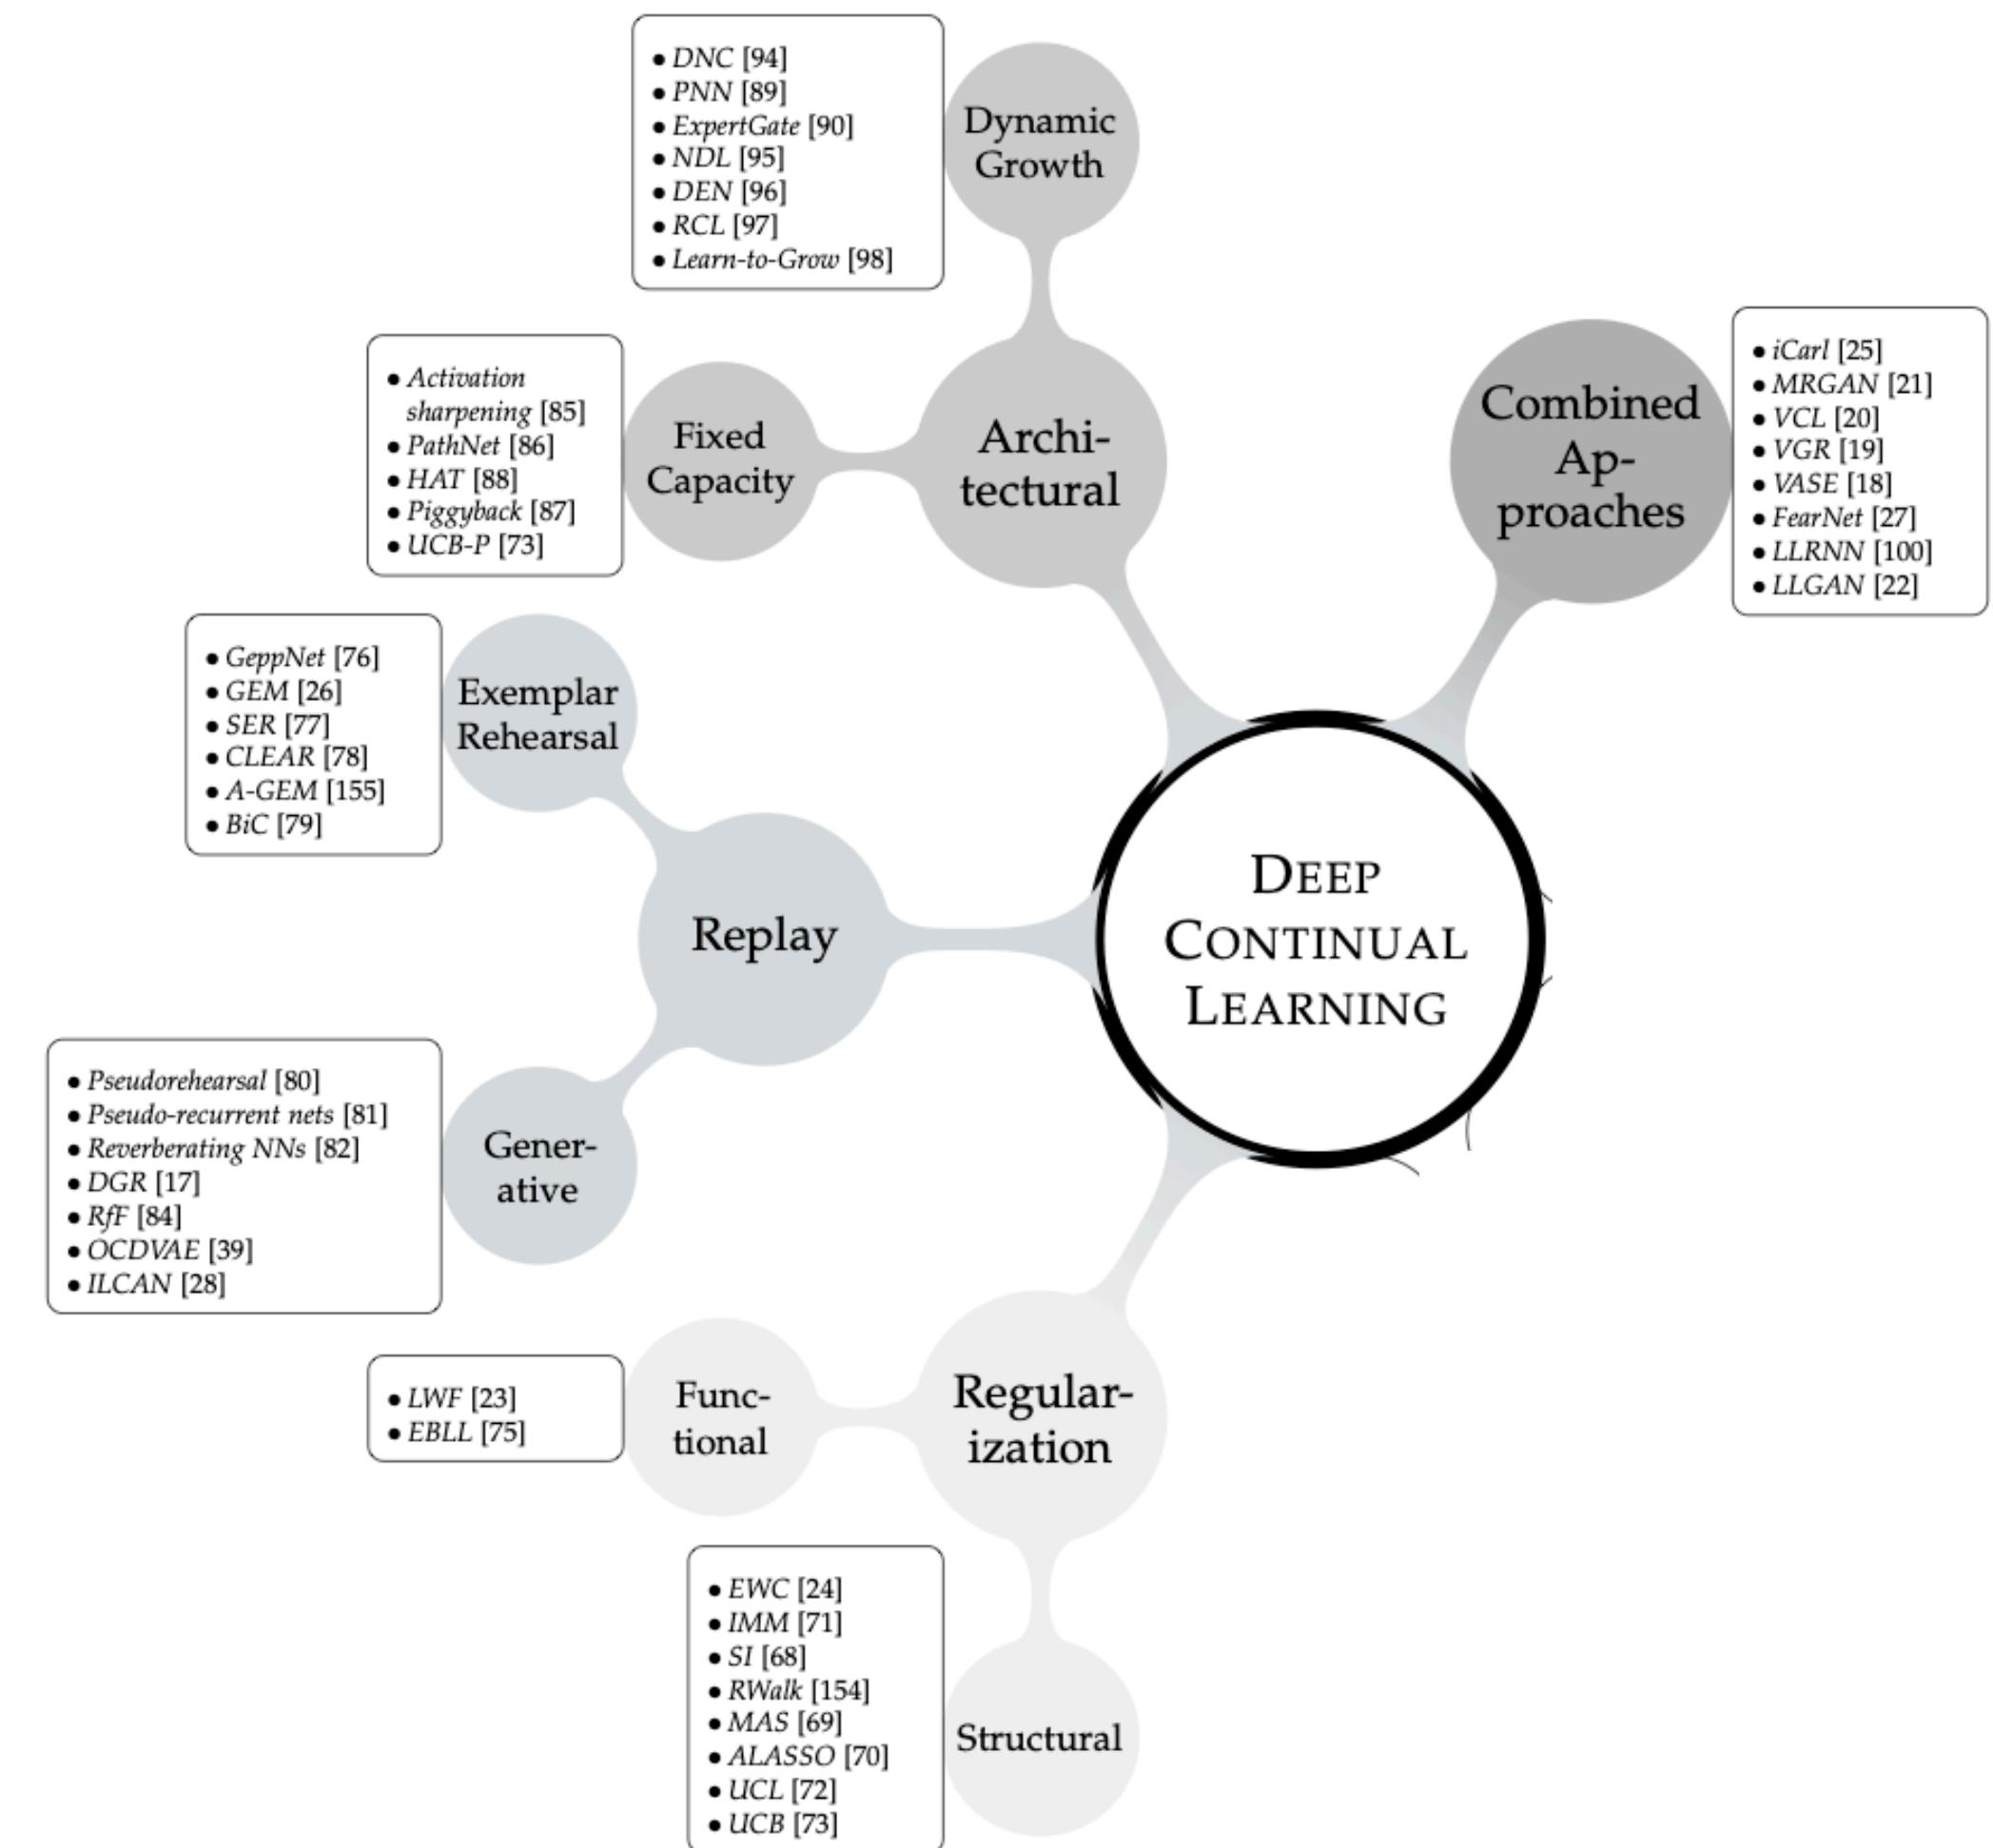 • DNC [94]
• PNN [89]
• ExpertGate [90]
• NDL [95]
• DEN [96]
• RCL [97]
• Learn-to-Grow [98]
Dynamic
Growth
• Activation
sharpening [85]
• PathNet [86]
• HAT [88]
• Piggyback [87]
• UCB-P [73]
Fixed
Capacity
Archi-
tectural
Combined
Ap-
proaches
• iCarl [25]
• MRGAN [21]
• VCL [20]
• VGR [19]
• VASE [18]
• FearNet [27]
• LLRNN [100]
• LLGAN [22]
• GeppNet [76]
• GEM [26]
• SER [77]
• CLEAR [78]
• A-GEM [155]
• BiC [79]
Exemplar
Rehearsal
Replay
DEEP
CONTINUAL
LEARNING
• Pseudorehearsal [80]
• Pseudo-recurrent nets [81]
• Reverberating NNs [82]
• DGR [17]
• RfF [84]
• OCDVAE [39]
• ILCAN [28]
Gener-
ative
• LWF [23]
• EBLL [75]
Func-
tional
Regular-
ization
• EWC [24]
• IMM [71]
• SI [68]
• RWalk [154]
• MAS [69]
• ALASSO [70]
• UCL [72]
• UCB [73]
Structural